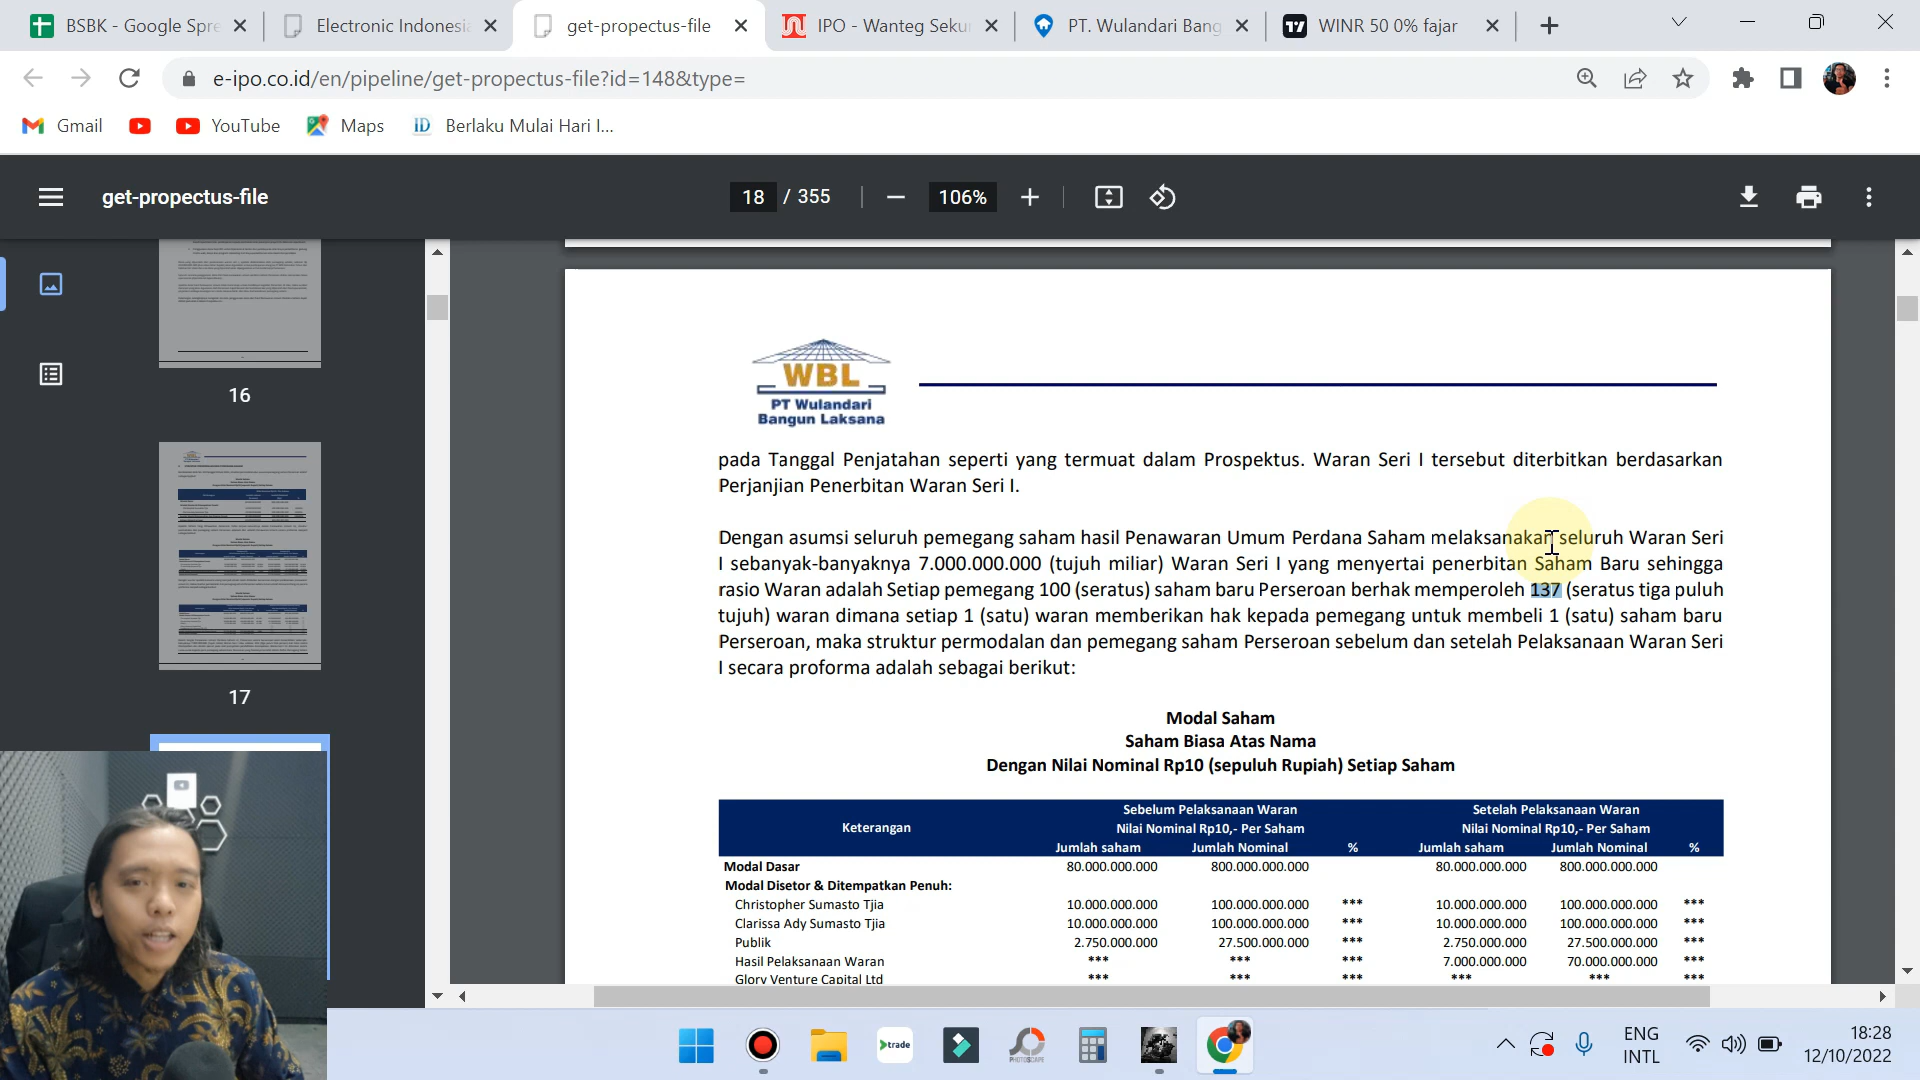 BSBK - Google Spre
Electronic Indonesia
get-propectus-file
IPO - Wanteg Seku
PT. Wulandari Bang
WINR 50 0% fajar
e-ipo.co.id/en/pipeline/get-propectus-file?id=148&type=
Gmail
YouTube
Maps
Berlaku Mulai Hari I...
get-propectus-file
18 / 355
106%
16
17
WBL
PT Wulandari
Bangun Laksana
pada Tanggal Penjatahan seperti yang termuat dalam Prospektus. Waran Seri I tersebut diterbitkan berdasarkan
Perjanjian Penerbitan Waran Seri I.
Dengan asumsi seluruh pemegang saham hasil Penawaran Umum Perdana Saham melaksanakan seluruh Waran Seri
I sebanyak-banyaknya 7.000.000.000 (tujuh miliar) Waran Seri I yang menyertai penerbitan Saham Baru sehingga
rasio Waran adalah Setiap pemegang 100 (seratus) saham baru Perseroan berhak memperoleh 137 (seratus tiga puluh
tujuh) waran dimana setiap 1 (satu) waran memberikan hak kepada pemegang untuk membeli 1 (satu) saham baru
Perseroan, maka struktur permodalan dan pemegang saham Perseroan sebelum dan setelah Pelaksanaan Waran Seri
I secara proforma adalah sebagai berikut:
Modal Saham
Saham Biasa Atas Nama
Dengan Nilai Nominal Rp10 (sepuluh Rupiah) Setiap Saham
Sebelum Pelaksanaan Waran Setelah Pelaksanaan Waran
Keterangan Nilai Nominal Rp10,- Per Saham Nilai Nominal Rp10,- Per Saham
Jumlah saham Jumlah Nominal % Jumlah saham Jumlah Nominal %
Modal Dasar 80.000.000.000 800.000.000.000 80.000.000.000 800.000.000.000
Modal Disetor & Ditempatkan Penuh:
Christopher Sumasto Tjia 10.000.000.000 100.000.000.000 *** 10.000.000.000 100.000.000.000 ***
Clarissa Ady Sumasto Tjia 10.000.000.000 100.000.000.000 *** 10.000.000.000 100.000.000.000 ***
Publik 2.750.000.000 27.500.000.000 *** 2.750.000.000 27.500.000.000 ***
Hasil Pelaksanaan Waran *** *** *** 7.000.000.000 70.000.000.000 ***
Glory Venture Capital Ltd *** *** *** *** *** ***
trade
PHOTOSCAPE
ENG
INTL
18:28
12/10/2022